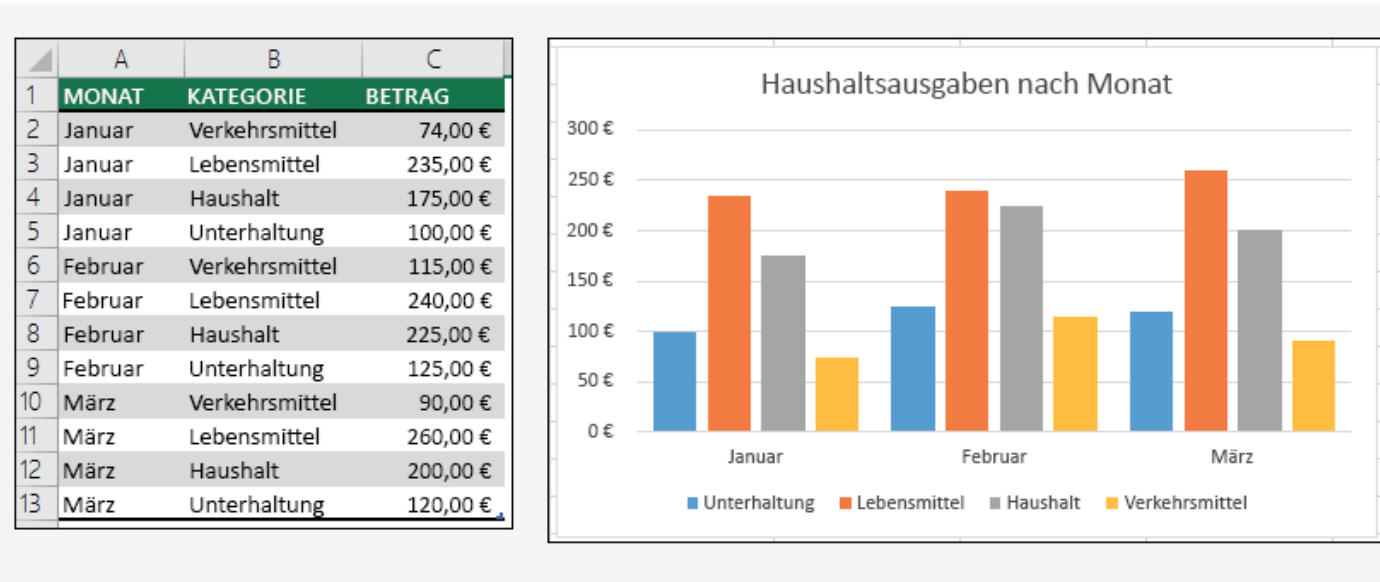 A B C
1 MONAT KATEGORIE BETRAG
2 Januar Verkehrsmittel 74,00 €
3 Januar Lebensmittel 235,00 €
4 Januar Haushalt 175,00 €
5 Januar Unterhaltung 100,00 €
6 Februar Verkehrsmittel 115,00 €
7 Februar Lebensmittel 240,00 €
8 Februar Haushalt 225,00 €
9 Februar Unterhaltung 125,00 €
10 März Verkehrsmittel 90,00 €
11 März Lebensmittel 260,00 €
12 März Haushalt 200,00 €
13 März Unterhaltung 120,00 €
Haushaltsausgaben nach Monat
300 €
250 €
200 €
150 €
100 €
50 €
0 €
Januar Februar März
Unterhaltung Lebensmittel Haushalt Verkehrsmittel